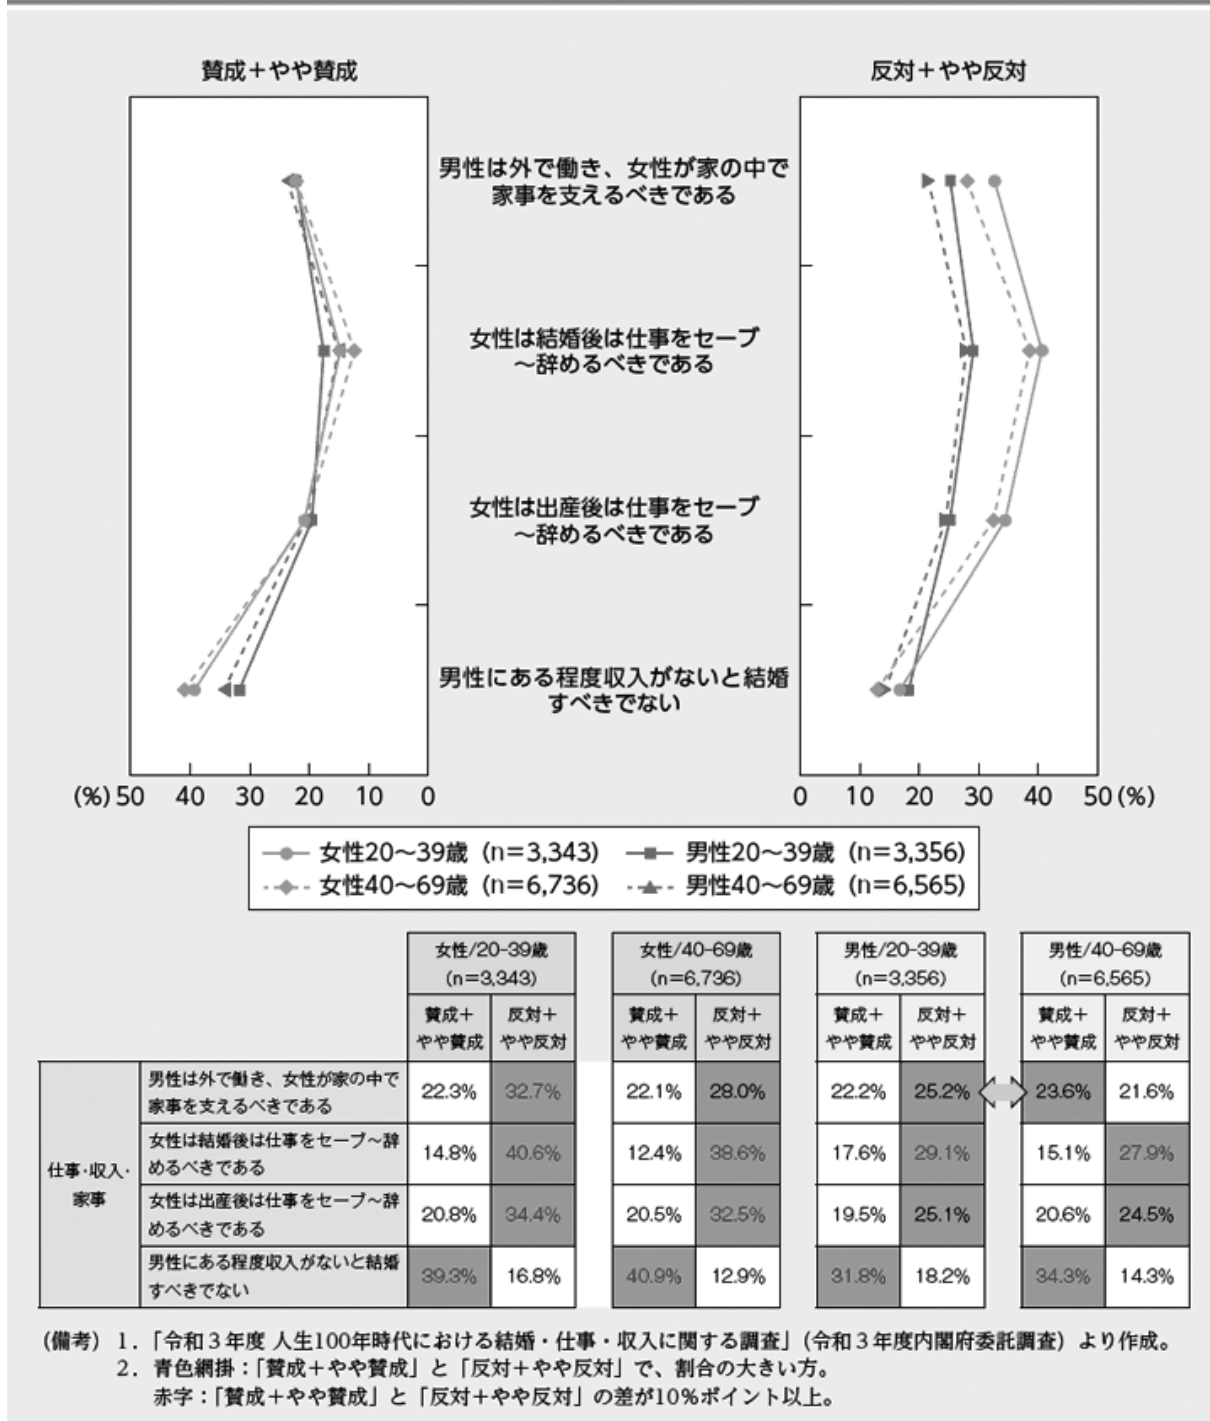 賛成＋やや賛成
反対＋やや反対
男性は外で働き、女性が家の中で
家事を支えるべきである
女性は結婚後は仕事をセーブ
～辞めるべきである
女性は出産後は仕事をセーブ
～辞めるべきである
男性にある程度収入がないと結婚
すべきでない
(%) 50 40 30 20 10 0
0 10 20 30 40 50 (%)
女性20～39歳（n＝3,343） 男性20～39歳（n＝3,356）
女性40～69歳（n＝6,736） 男性40～69歳（n＝6,565）
女性/20-39歳 女性/40-69歳 男性/20-39歳 男性/40-69歳
（n＝3,343） （n＝6,736） （n＝3,356） （n＝6,565）
賛成＋ 反対＋ 賛成＋ 反対＋ 賛成＋ 反対＋ 賛成＋ 反対＋
やや賛成 やや反対 やや賛成 やや反対 やや賛成 やや反対 やや賛成 やや反対
仕事・収入・
家事
男性は外で働き、女性が家の中で
家事を支えるべきである
22.3% 32.7% 22.1% 28.0% 22.2% 25.2% 23.6% 21.6%
女性は結婚後は仕事をセーブ～辞
めるべきである
14.8% 40.6% 12.4% 38.6% 17.6% 29.1% 15.1% 27.9%
女性は出産後は仕事をセーブ～辞
めるべきである
20.8% 34.4% 20.5% 32.5% 19.5% 25.1% 20.6% 24.5%
男性にある程度収入がないと結婚
すべきでない
39.3% 16.8% 40.9% 12.9% 31.8% 18.2% 34.3% 14.3%
（備考）１．「令和３年度 人生100年時代における結婚・仕事・収入に関する調査」（令和３年度内閣府委託調査）より作成。
２．青色網掛：「賛成＋やや賛成」と「反対＋やや反対」で、割合の大きい方。
赤字：「賛成＋やや賛成」と「反対＋やや反対」の差が10％ポイント以上。